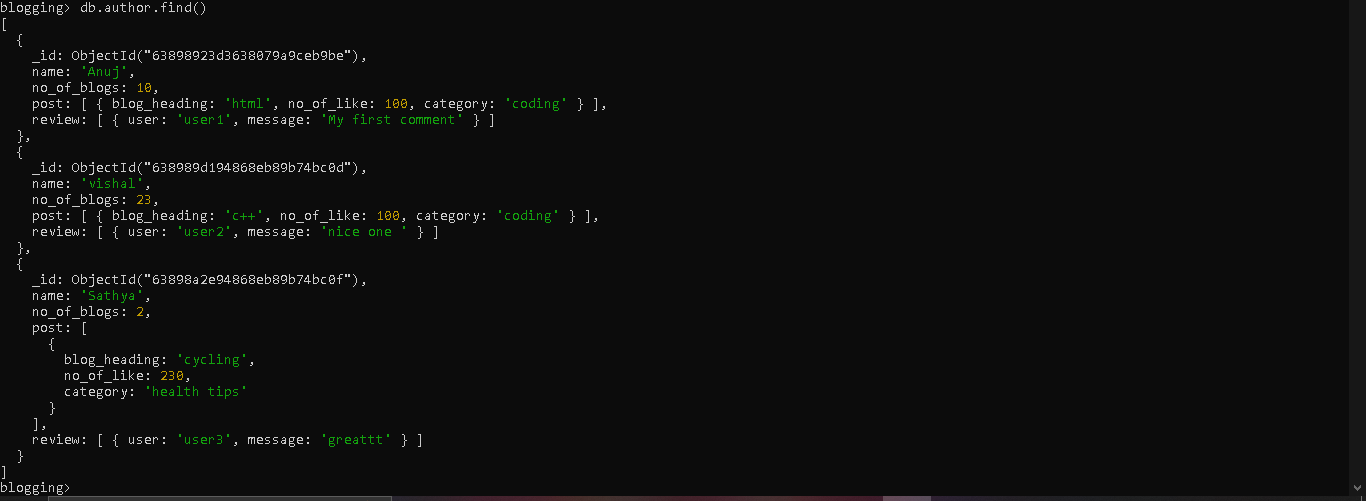 blogging> db.author.find()
[
  {
    _id: ObjectId("63898923d3638079a9ceb9be"),
    name: 'Anuj',
    no_of_blogs: 10,
    post: [ { blog_heading: 'html', no_of_like: 100, category: 'coding' } ],
    review: [ { user: 'user1', message: 'My first comment' } ]
  },
  {
    _id: ObjectId("638989d194868eb89b74bc0d"),
    name: 'vishal',
    no_of_blogs: 23,
    post: [ { blog_heading: 'c++', no_of_like: 100, category: 'coding' } ],
    review: [ { user: 'user2', message: 'nice one ' } ]
  },
  {
    _id: ObjectId("63898a2e94868eb89b74bc0f"),
    name: 'Sathya',
    no_of_blogs: 2,
    post: [
      {
        blog_heading: 'cycling',
        no_of_like: 230,
        category: 'health tips'
      }
    ],
    review: [ { user: 'user3', message: 'greattt' } ]
  }
]
blogging>